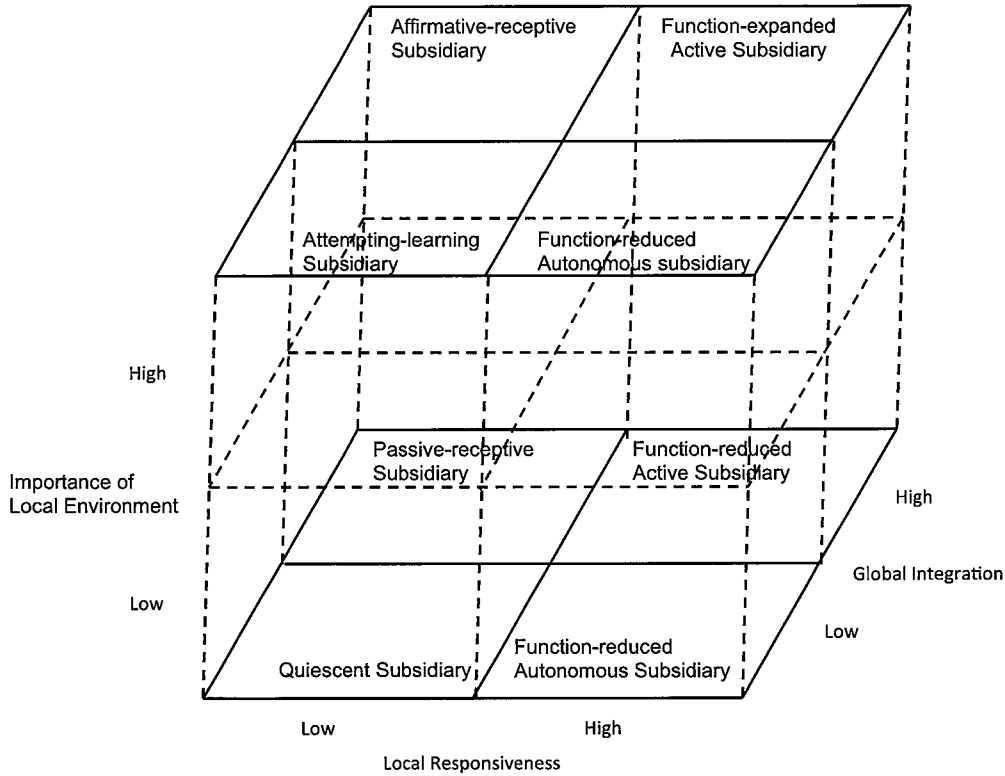 Affirmative-receptive
Subsidiary
Function-expanded
Active Subsidiary
Attempting-learning
Subsidiary
Function-reduced
Autonomous subsidiary
High
Passive-receptive
Subsidiary
Function-reduced
Active Subsidiary
Importance of
Local Environment
High
Global Integration
Low
Low
Quiescent Subsidiary
Function-reduced
Autonomous Subsidiary
Low
High
Local Responsiveness